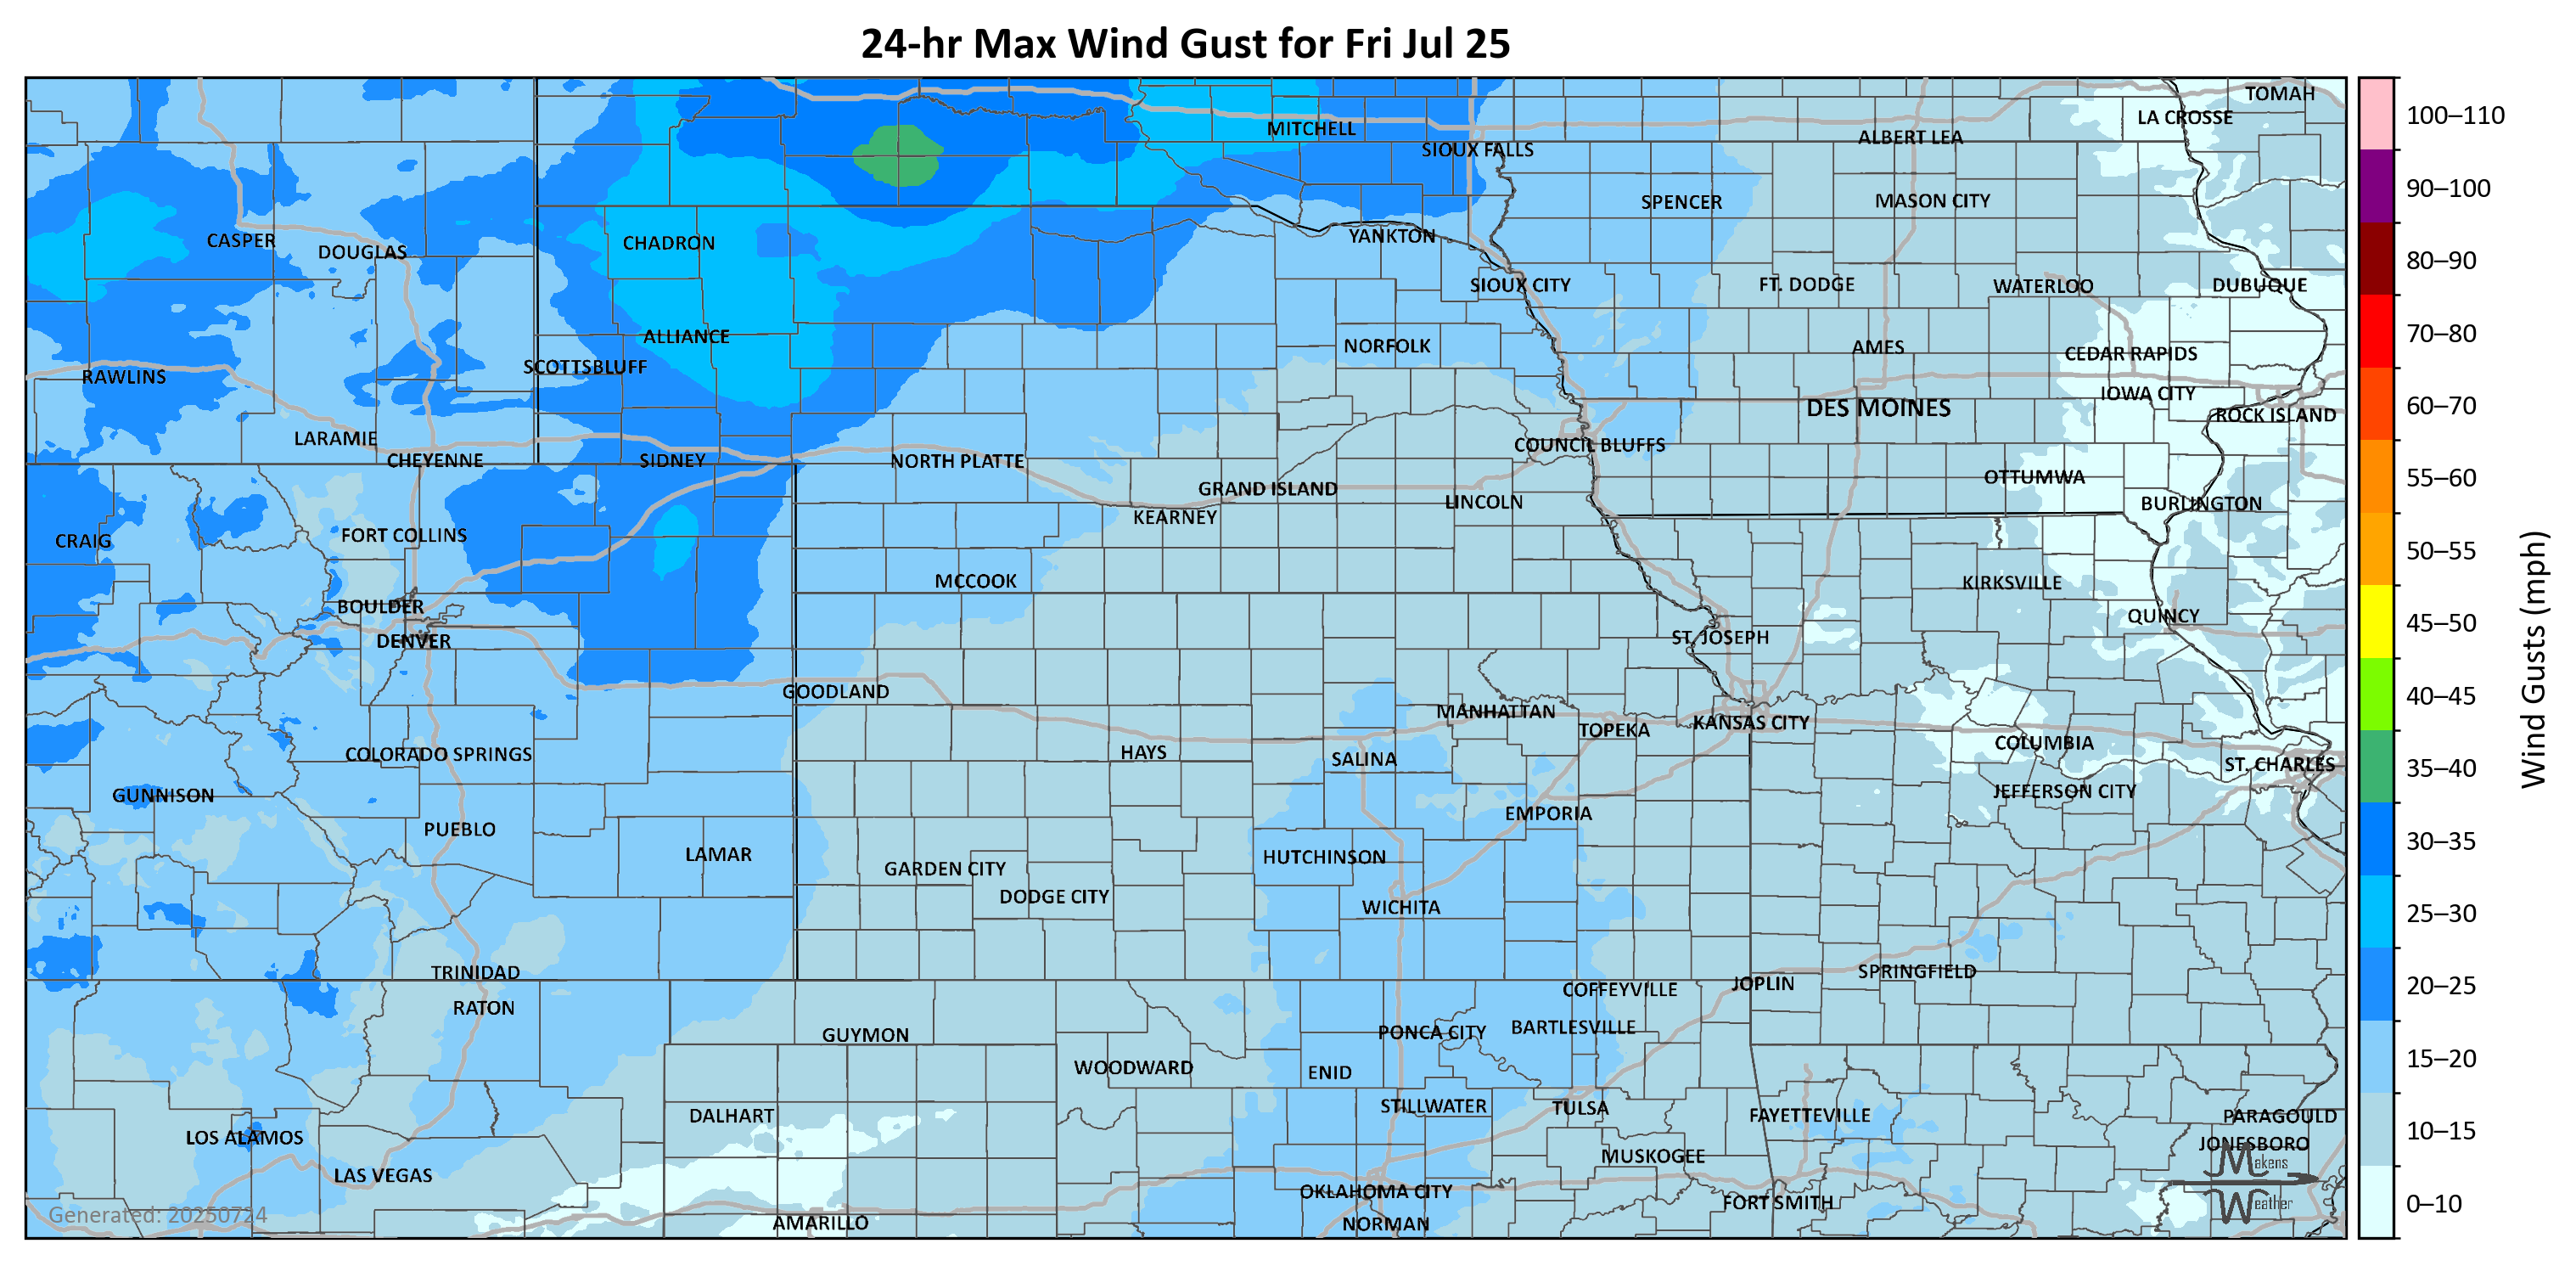 24-hr Max Wind Gust for Fri Jul 25
TOMAH
LA CROSSE
MITCHELL
ALBERT LEA
SIOUX FALLS
SPENCER
MASON CITY
CASPER
DOUGLAS
CHADRON
YANKTON
SIOUX CITY
FT. DODGE
WATERLOO
DUBUQUE
ALLIANCE
NORFOLK
AMES
CEDAR RAPIDS
SCOTTSBLUFF
RAWLINS
IOWA CITY
DES MOINES
ROCK ISLAND
LARAMIE
COUNCIL BLUFFS
CHEYENNE
SIDNEY
NORTH PLATTE
OTTUMWA
GRAND ISLAND
LINCOLN
BURLINGTON
KEARNEY
CRAIG
FORT COLLINS
MCCOOK
KIRKSVILLE
BOULDER
QUINCY
DENVER
ST. JOSEPH
GOODLAND
MANHATTAN
TOPEKA
KANSAS CITY
COLUMBIA
COLORADO SPRINGS
HAYS
SALINA
ST. CHARLES
GUNNISON
JEFFERSON CITY
EMPORIA
PUEBLO
LAMAR
HUTCHINSON
GARDEN CITY
DODGE CITY
WICHITA
TRINIDAD
SPRINGFIELD
JOPLIN
COFFEYVILLE
RATON
BARTLESVILLE
PONCA CITY
GUYMON
WOODWARD
ENID
STILLWATER
TULSA
DALHART
FAYETTEVILLE
PARAGOULD
LOS ALAMOS
JONESBORO
MUSKOGEE
LAS VEGAS
OKLAHOMA CITY
FORT SMITH
AMARILLO
NORMAN
Makens
Weather
Generated: 20250724
100–110
90–100
80–90
70–80
60–70
55–60
50–55
45–50
40–45
35–40
30–35
25–30
20–25
15–20
10–15
0–10
Wind Gusts (mph)